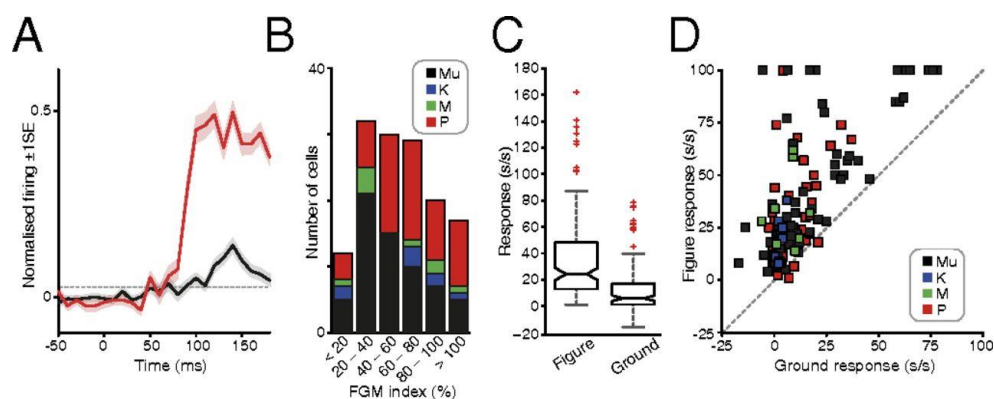 A
Normalised firing ±1SE
0.5
0
-50
0
50
100
150
Time (ms)
B
Number of cells
40
0
Mu
K
M
P
< 20
20 – 40
40 – 60
60 – 80
80 – 100
> 100
FGM index (%)
C
Response (s/s)
180
160
140
120
100
80
60
40
20
0
-20
Figure
Ground
D
Figure response (s/s)
100
75
50
25
0
-25
Mu
K
M
P
-25
0
25
50
75
100
Ground response (s/s)